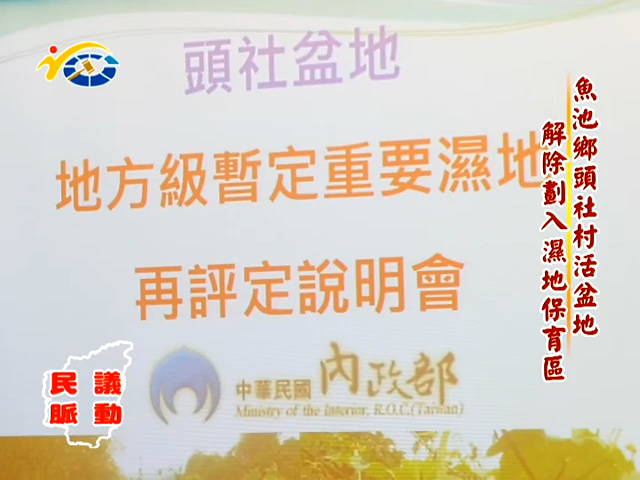 頭社盆地
地方級暫定重要濕地
再評定說明會
中華民國 內政部
Ministry of the Interior, R.O.C.(Taiwan)
魚池鄉頭社村活盆地
解除劃入濕地保育區
民議
脈動